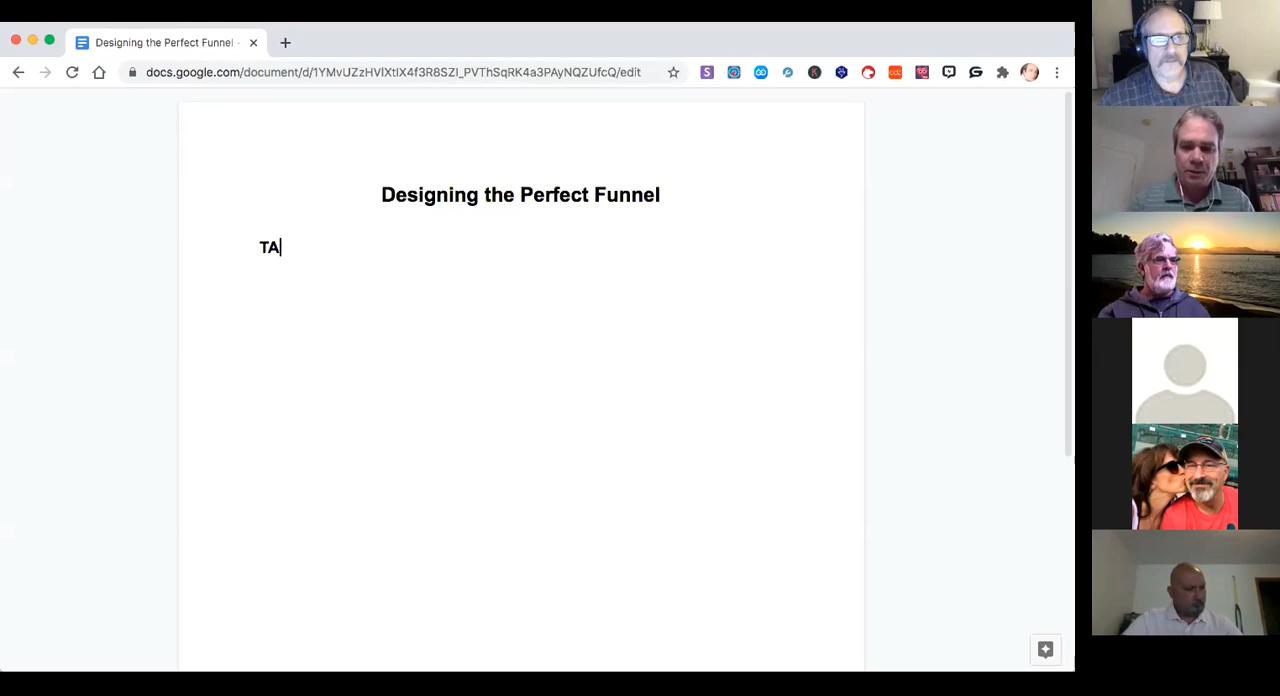 Designing the Perfect Funnel -
docs.google.com/document/d/1YMvUZzHVlXtIX4f3R8SZI_PVThSqRK4a3PAyNQZUfcQ/edit
Designing the Perfect Funnel
TA